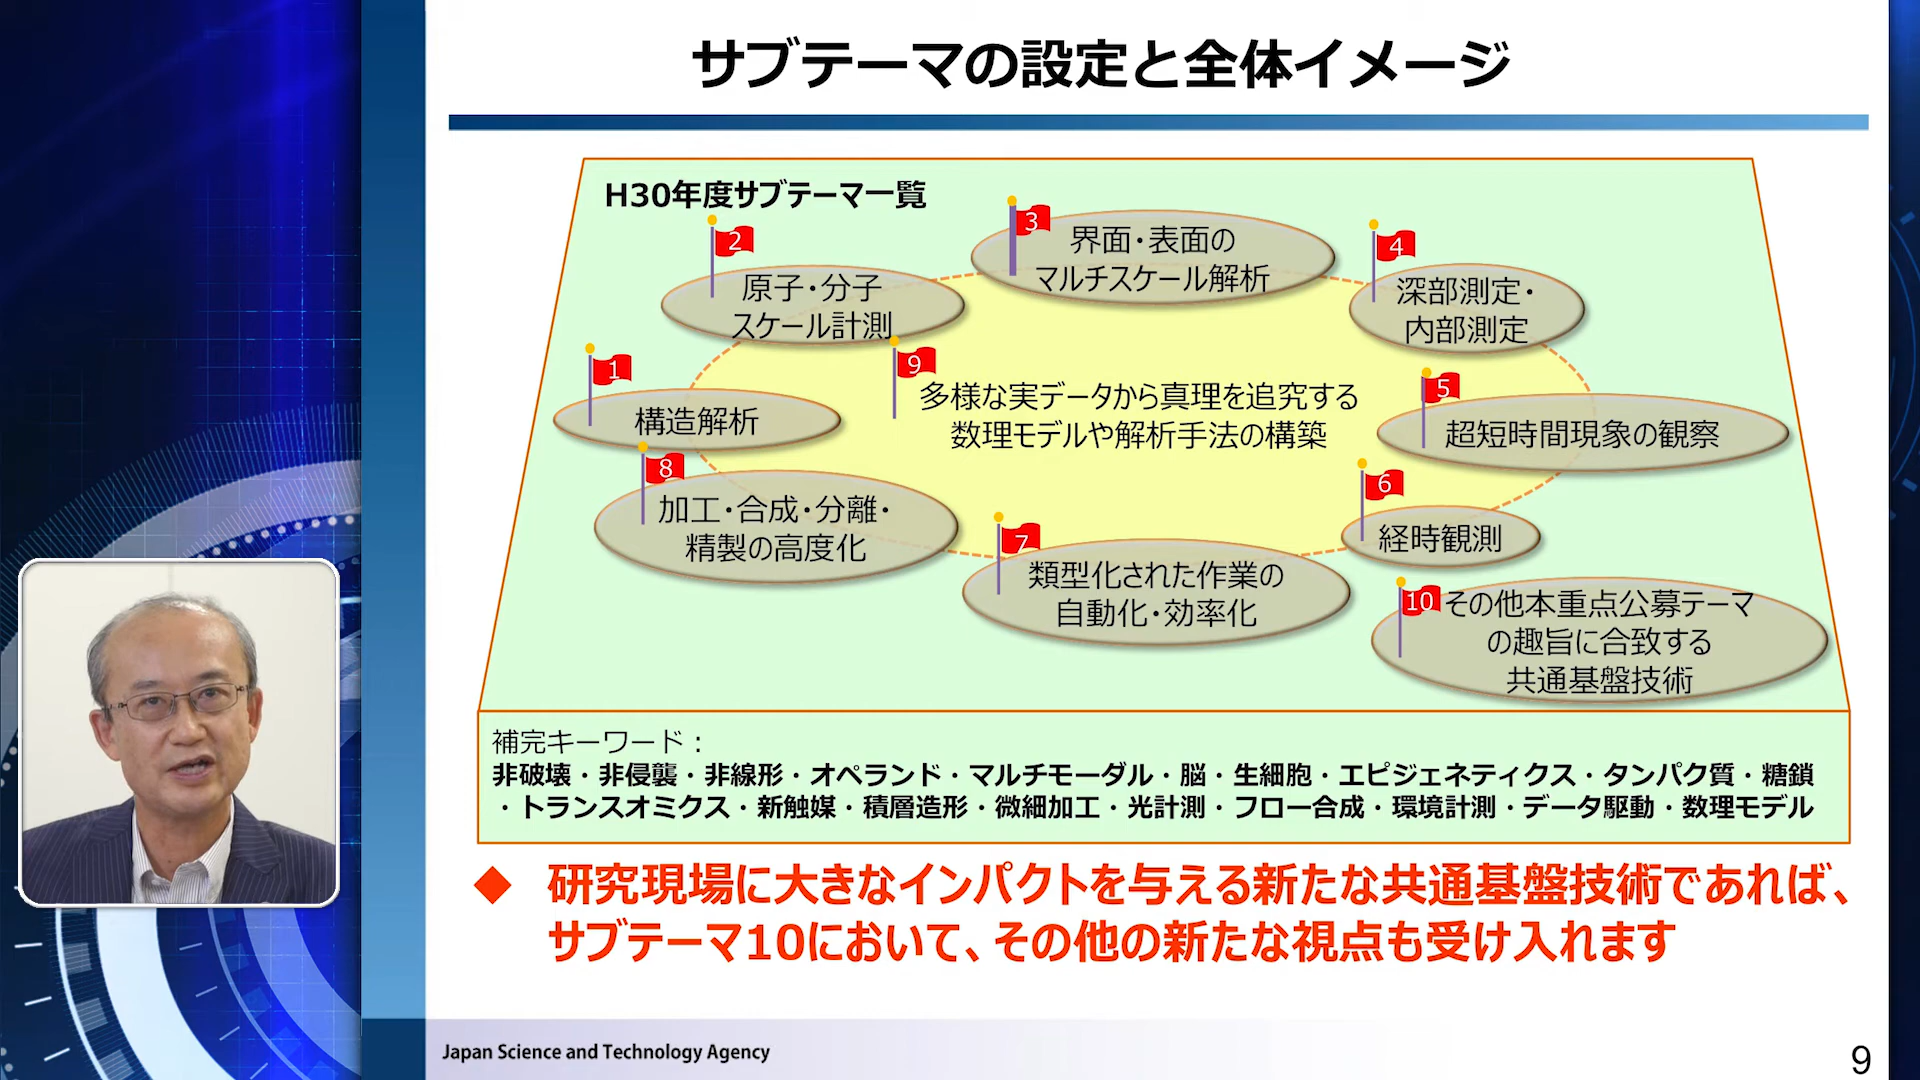 サブテーマの設定と全体イメージ
H30年度サブテーマ一覧
1
構造解析
2
原子・分子
スケール計測
3
界面・表面の
マルチスケール解析
4
深部測定・
内部測定
5
超短時間現象の観察
6
経時観測
7
類型化された作業の
自動化・効率化
8
加工・合成・分離・
精製の高度化
9
多様な実データから真理を追究する
数理モデルや解析手法の構築
10
その他本重点公募テーマ
の趣旨に合致する
共通基盤技術
補完キーワード：
非破壊・非侵襲・非線形・オペランド・マルチモーダル・脳・生細胞・エピジェネティクス・タンパク質・糖鎖
・トランスオミクス・新触媒・積層造形・微細加工・光計測・フロー合成・環境計測・データ駆動・数理モデル
◆ 研究現場に大きなインパクトを与える新たな共通基盤技術であれば、
サブテーマ10において、その他の新たな視点も受け入れます
Japan Science and Technology Agency
9